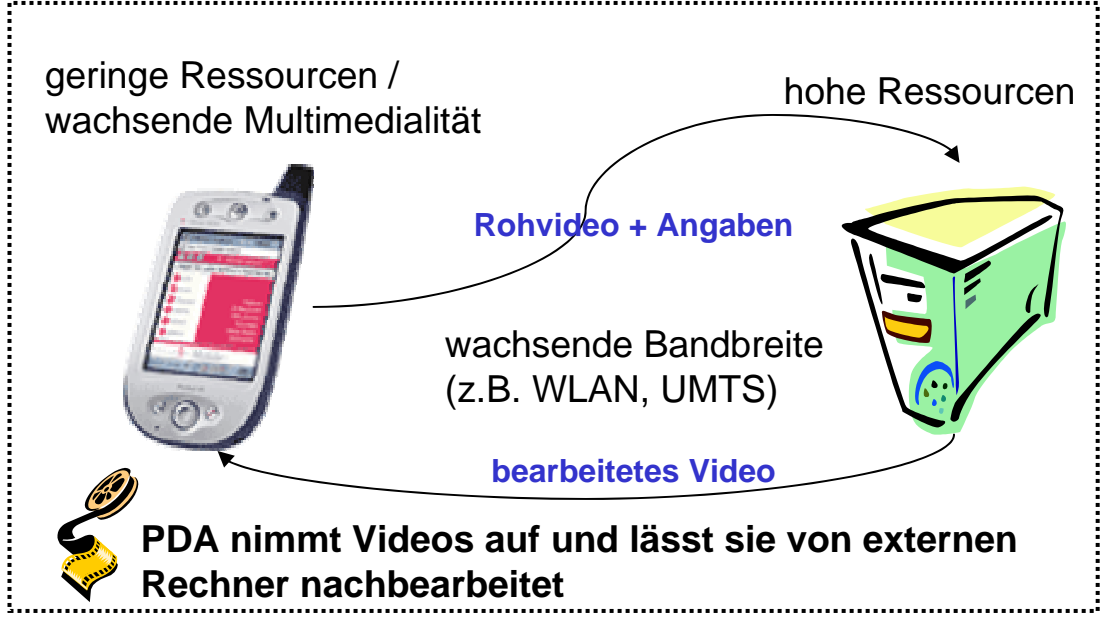 geringe Ressourcen /
wachsende Multimedialität
hohe Ressourcen
Rohvideo + Angaben
wachsende Bandbreite
(z.B. WLAN, UMTS)
bearbeitetes Video
PDA nimmt Videos auf und lässt sie von externen
Rechner nachbearbeitet